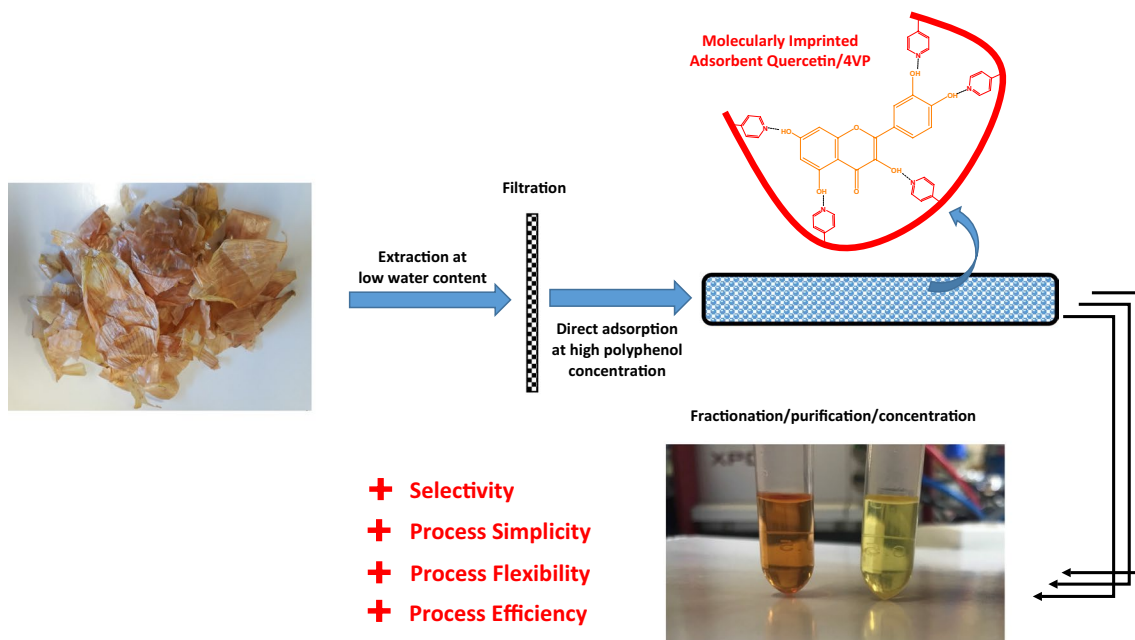 Molecularly Imprinted
Adsorbent Quercetin/4VP
OH
N
OH
N
N
HO
O
OH
N
OH
O
N
Filtration
Extraction at
low water content
Direct adsorption
at high polyphenol
concentration
Fractionation/purification/concentration
XPO
+ Selectivity
+ Process Simplicity
+ Process Flexibility
+ Process Efficiency